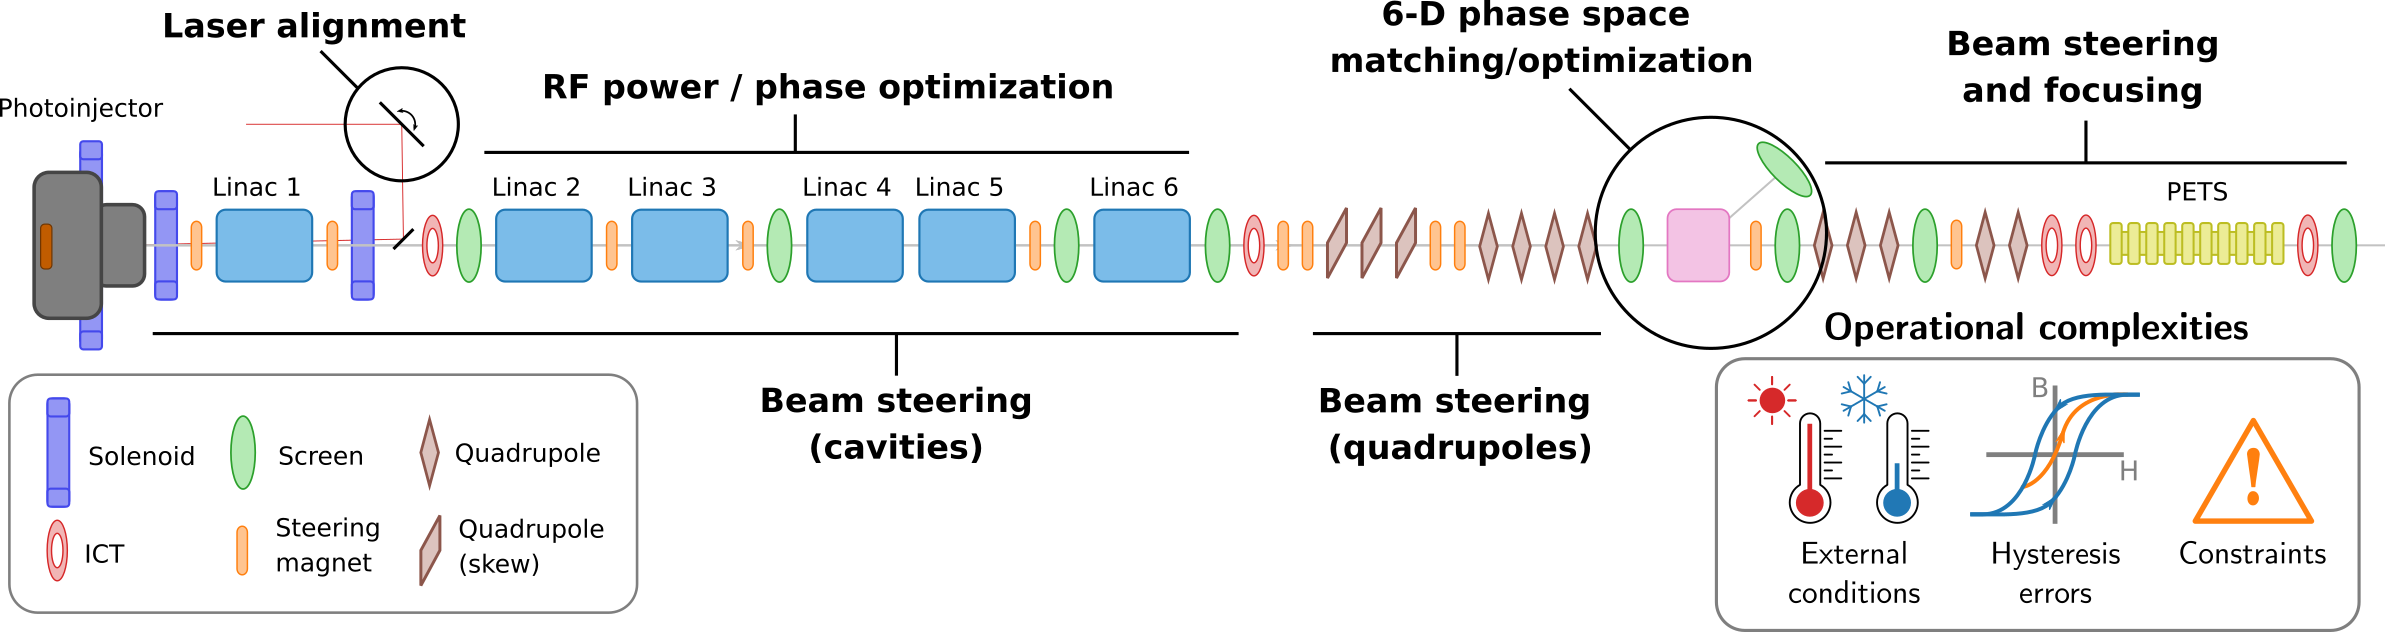 Laser alignment
6-D phase space
matching/optimization
Beam steering
and focusing
RF power / phase optimization
Photoinjector
Linac 1
Linac 2
Linac 3
Linac 4
Linac 5
Linac 6
PETS
Beam steering
(cavities)
Beam steering
(quadrupoles)
Solenoid
Screen
Quadrupole
ICT
Steering
magnet
Quadrupole
(skew)
Operational complexities
B
H
External
conditions
Hysteresis
errors
!
Constraints